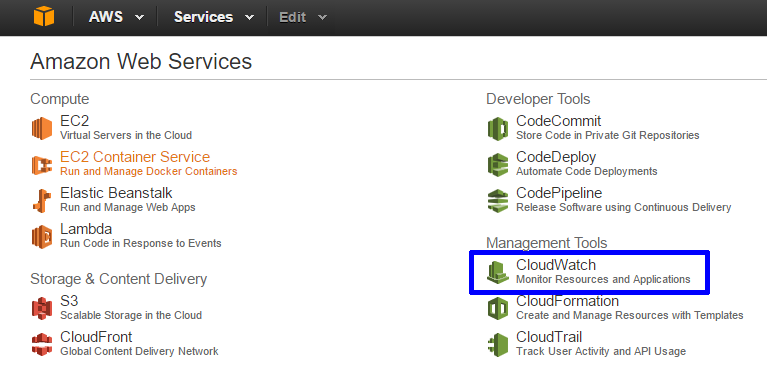 AWS Services Edit
Amazon Web Services
Compute
EC2
Virtual Servers in the Cloud
EC2 Container Service
Run and Manage Docker Containers
Elastic Beanstalk
Run and Manage Web Apps
Lambda
Run Code in Response to Events
Storage & Content Delivery
S3
Scalable Storage in the Cloud
CloudFront
Global Content Delivery Network
Developer Tools
CodeCommit
Store Code in Private Git Repositories
CodeDeploy
Automate Code Deployments
CodePipeline
Release Software using Continuous Delivery
Management Tools
CloudWatch
Monitor Resources and Applications
CloudFormation
Create and Manage Resources with Templates
CloudTrail
Track User Activity and API Usage